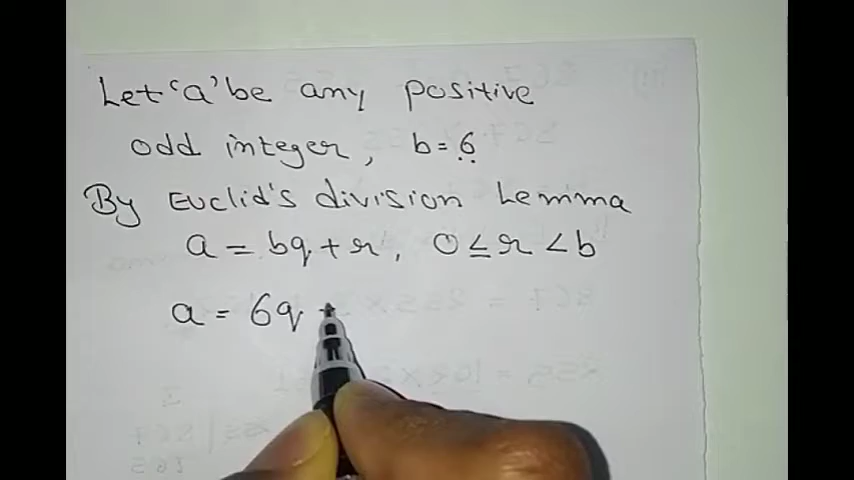 Let 'a' be any positive
odd integer, b = 6
By Euclid's division Lemma
a = bq + r, 0 ≤ r < b
a = 6q +